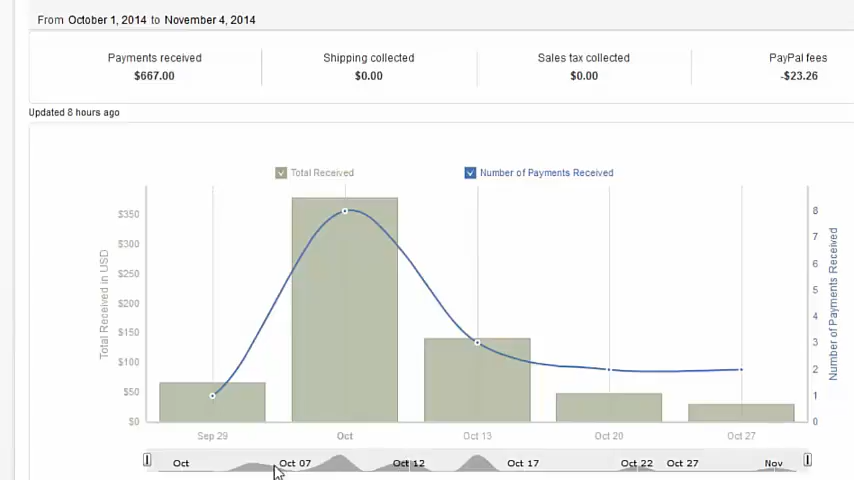 From October 1, 2014 to November 4, 2014
Payments received Shipping collected Sales tax collected PayPal fees
$667.00 $0.00 $0.00 -$23.26
Updated 8 hours ago
Total Received Number of Payments Received
$350
$300
$250
$200
$150
$100
$50
$0
Total Received in USD
8
7
6
5
4
3
2
1
0
Number of Payments Received
Sep 29 Oct Oct 13 Oct 20 Oct 27
Oct Oct 07 Oct 12 Oct 17 Oct 22 Oct 27 Nov